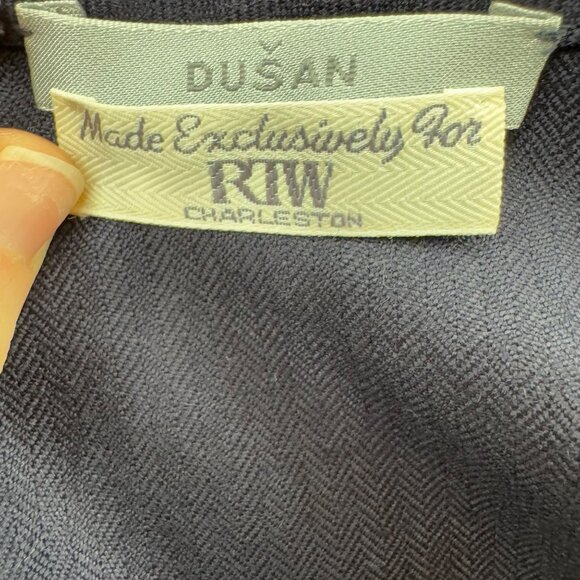 DUŠAN
Made Exclusively For
RTW
CHARLESTON